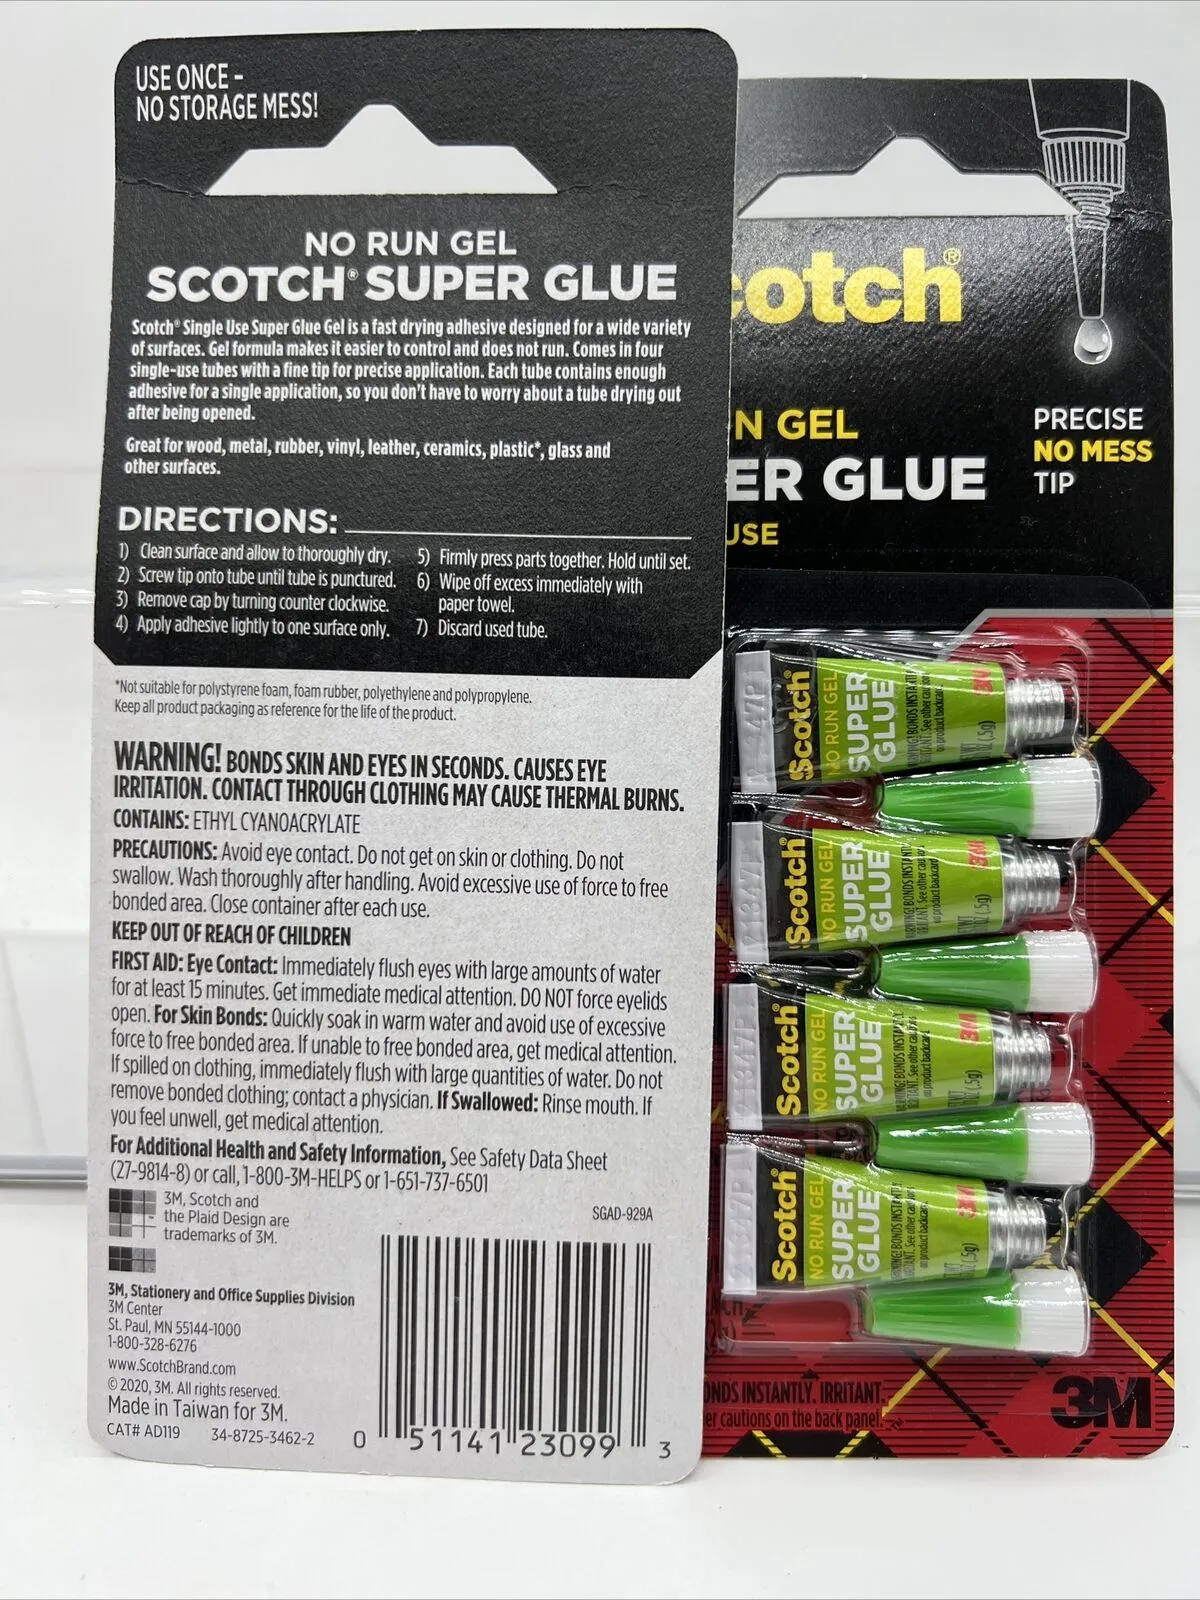 USE ONCE –
NO STORAGE MESS!
NO RUN GEL
SCOTCH® SUPER GLUE
Scotch® Single Use Super Glue Gel is a fast drying adhesive designed for a wide variety
of surfaces. Gel formula makes it easier to control and does not run. Comes in four
single-use tubes with a fine tip for precise application. Each tube contains enough
adhesive for a single application, so you don't have to worry about a tube drying out
after being opened.
Great for wood, metal, rubber, vinyl, leather, ceramics, plastic*, glass and
other surfaces.
DIRECTIONS:
1) Clean surface and allow to thoroughly dry.
2) Screw tip onto tube until tube is punctured.
3) Remove cap by turning counter clockwise.
4) Apply adhesive lightly to one surface only.
5) Firmly press parts together. Hold until set.
6) Wipe off excess immediately with
paper towel.
7) Discard used tube.
*Not suitable for polystyrene foam, foam rubber, polyethylene and polypropylene.
Keep all product packaging as reference for the life of the product.
WARNING! BONDS SKIN AND EYES IN SECONDS. CAUSES EYE
IRRITATION. CONTACT THROUGH CLOTHING MAY CAUSE THERMAL BURNS.
CONTAINS: ETHYL CYANOACRYLATE
PRECAUTIONS: Avoid eye contact. Do not get on skin or clothing. Do not
swallow. Wash thoroughly after handling. Avoid excessive use of force to free
bonded area. Close container after each use.
KEEP OUT OF REACH OF CHILDREN
FIRST AID: Eye Contact: Immediately flush eyes with large amounts of water
for at least 15 minutes. Get immediate medical attention. DO NOT force eyelids
open. For Skin Bonds: Quickly soak in warm water and avoid use of excessive
force to free bonded area. If unable to free bonded area, get medical attention.
If spilled on clothing, immediately flush with large quantities of water. Do not
remove bonded clothing; contact a physician. If Swallowed: Rinse mouth. If
you feel unwell, get medical attention.
For Additional Health and Safety Information, See Safety Data Sheet
(27-9814-8) or call, 1-800-3M-HELPS or 1-651-737-6501
3M, Scotch and
the Plaid Design are
trademarks of 3M.
SGAD-929A
3M, Stationery and Office Supplies Division
3M Center
St. Paul, MN 55144-1000
1-800-328-6276
www.ScotchBrand.com
© 2020, 3M. All rights reserved.
Made in Taiwan for 3M.
CAT# AD119 34-8725-3462-2
0 51141 23099 3
cotch®
N GEL
ER GLUE
USE
PRECISE
NO MESS
TIP
Scotch
NO RUN GEL
SUPER
GLUE
3M
Scotch
NO RUN GEL
SUPER
GLUE
3M
Scotch
NO RUN GEL
SUPER
GLUE
3M
Scotch
NO RUN GEL
SUPER
GLUE
3M
ONDS INSTANTLY. IRRITANT.
er cautions on the back panel.
3M